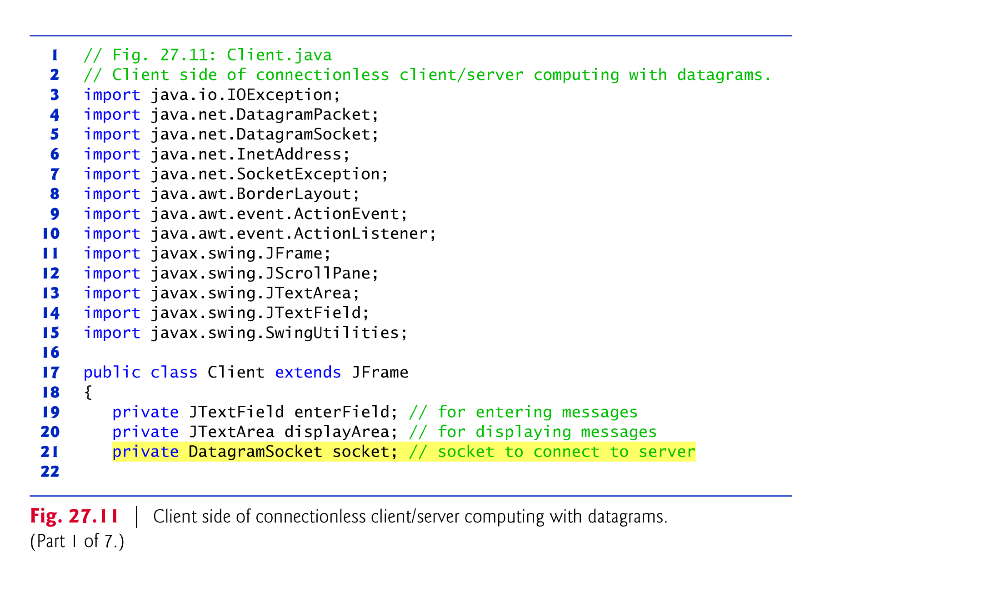 1 // Fig. 27.11: Client.java
2 // Client side of connectionless client/server computing with datagrams.
3 import java.io.IOException;
4 import java.net.DatagramPacket;
5 import java.net.DatagramSocket;
6 import java.net.InetAddress;
7 import java.net.SocketException;
8 import java.awt.BorderLayout;
9 import java.awt.event.ActionEvent;
10 import java.awt.event.ActionListener;
11 import javax.swing.JFrame;
12 import javax.swing.JScrollPane;
13 import javax.swing.JTextArea;
14 import javax.swing.JTextField;
15 import javax.swing.SwingUtilities;
16
17 public class Client extends JFrame
18 {
19    private JTextField enterField; // for entering messages
20    private JTextArea displayArea; // for displaying messages
21    private DatagramSocket socket; // socket to connect to server
22
Fig. 27.11 | Client side of connectionless client/server computing with datagrams.
(Part 1 of 7.)